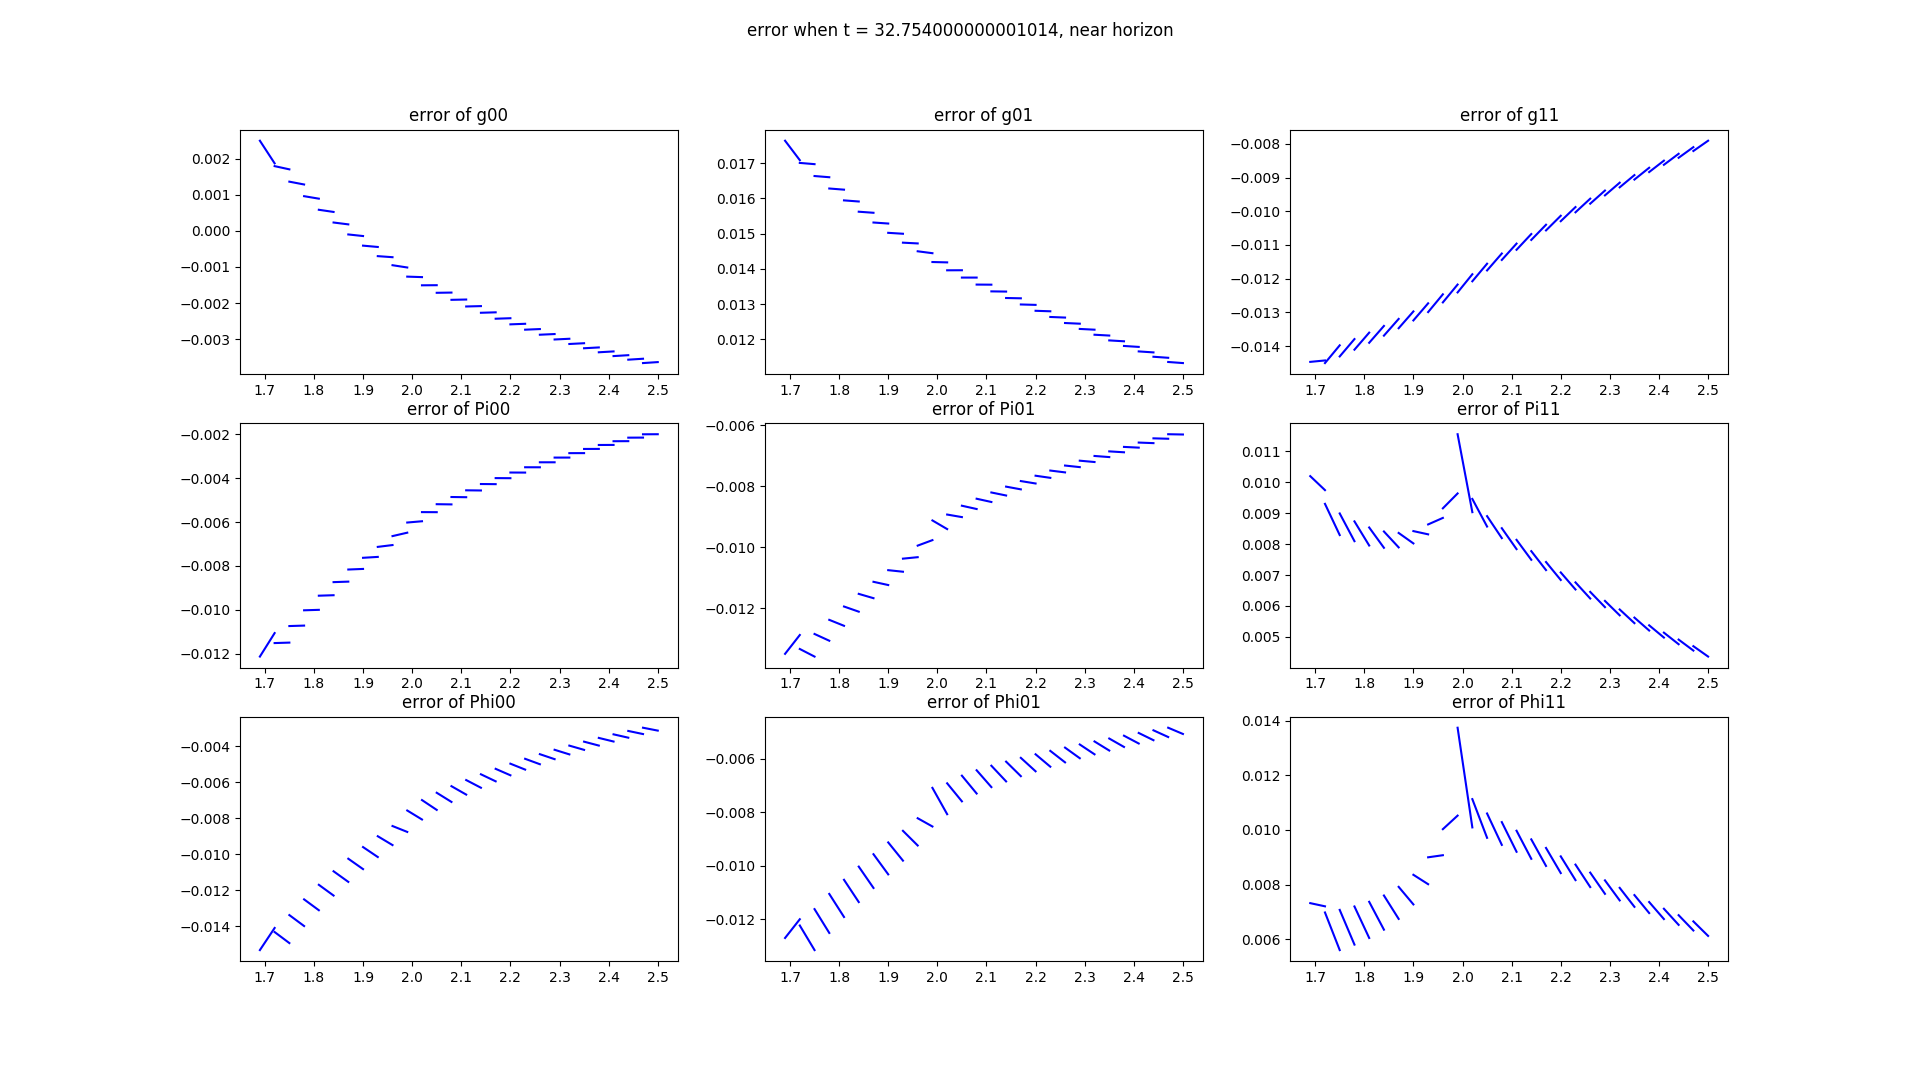 error when t = 32.754000000001014, near horizon
error of g00
error of g01
error of g11
0.002
0.001
0.000
−0.001
−0.002
−0.003
1.7 1.8 1.9 2.0 2.1 2.2 2.3 2.4 2.5
0.017
0.016
0.015
0.014
0.013
0.012
1.7 1.8 1.9 2.0 2.1 2.2 2.3 2.4 2.5
−0.008
−0.009
−0.010
−0.011
−0.012
−0.013
−0.014
1.7 1.8 1.9 2.0 2.1 2.2 2.3 2.4 2.5
error of Pi00
error of Pi01
error of Pi11
−0.002
−0.004
−0.006
−0.008
−0.010
−0.012
1.7 1.8 1.9 2.0 2.1 2.2 2.3 2.4 2.5
−0.006
−0.008
−0.010
−0.012
1.7 1.8 1.9 2.0 2.1 2.2 2.3 2.4 2.5
0.011
0.010
0.009
0.008
0.007
0.006
0.005
1.7 1.8 1.9 2.0 2.1 2.2 2.3 2.4 2.5
error of Phi00
error of Phi01
error of Phi11
−0.004
−0.006
−0.008
−0.010
−0.012
−0.014
1.7 1.8 1.9 2.0 2.1 2.2 2.3 2.4 2.5
−0.006
−0.008
−0.010
−0.012
1.7 1.8 1.9 2.0 2.1 2.2 2.3 2.4 2.5
0.014
0.012
0.010
0.008
0.006
1.7 1.8 1.9 2.0 2.1 2.2 2.3 2.4 2.5